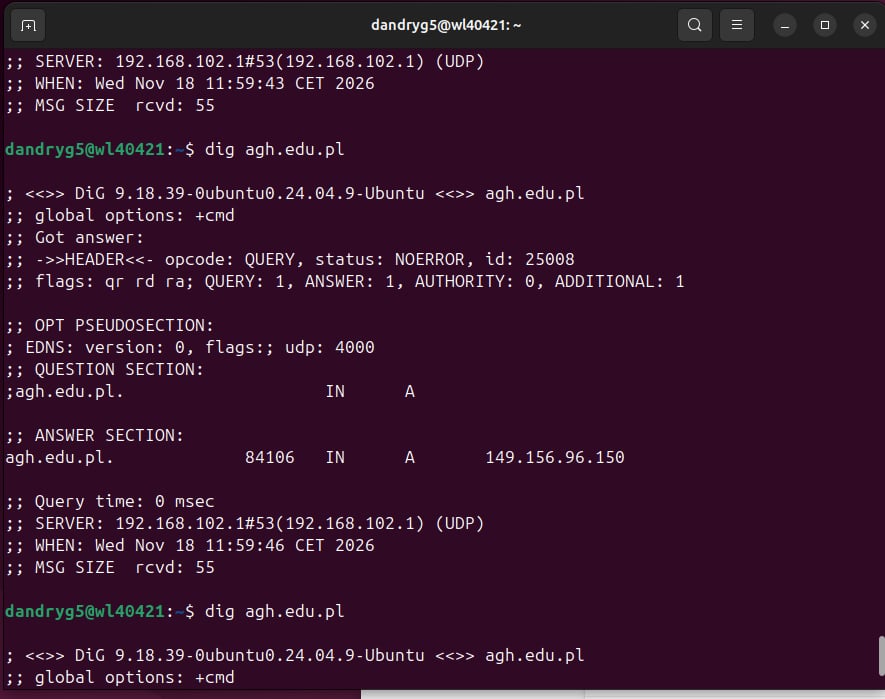 dandryg5@wl40421: ~
;; SERVER: 192.168.102.1#53(192.168.102.1) (UDP)
;; WHEN: Wed Nov 18 11:59:43 CET 2026
;; MSG SIZE  rcvd: 55

dandryg5@wl40421:~$ dig agh.edu.pl

; <<>> DiG 9.18.39-0ubuntu0.24.04.9-Ubuntu <<>> agh.edu.pl
;; global options: +cmd
;; Got answer:
;; ->>HEADER<<- opcode: QUERY, status: NOERROR, id: 25008
;; flags: qr rd ra; QUERY: 1, ANSWER: 1, AUTHORITY: 0, ADDITIONAL: 1

;; OPT PSEUDOSECTION:
; EDNS: version: 0, flags:; udp: 4000
;; QUESTION SECTION:
;agh.edu.pl.			IN	A

;; ANSWER SECTION:
agh.edu.pl.		84106	IN	A	149.156.96.150

;; Query time: 0 msec
;; SERVER: 192.168.102.1#53(192.168.102.1) (UDP)
;; WHEN: Wed Nov 18 11:59:46 CET 2026
;; MSG SIZE  rcvd: 55

dandryg5@wl40421:~$ dig agh.edu.pl

; <<>> DiG 9.18.39-0ubuntu0.24.04.9-Ubuntu <<>> agh.edu.pl
;; global options: +cmd